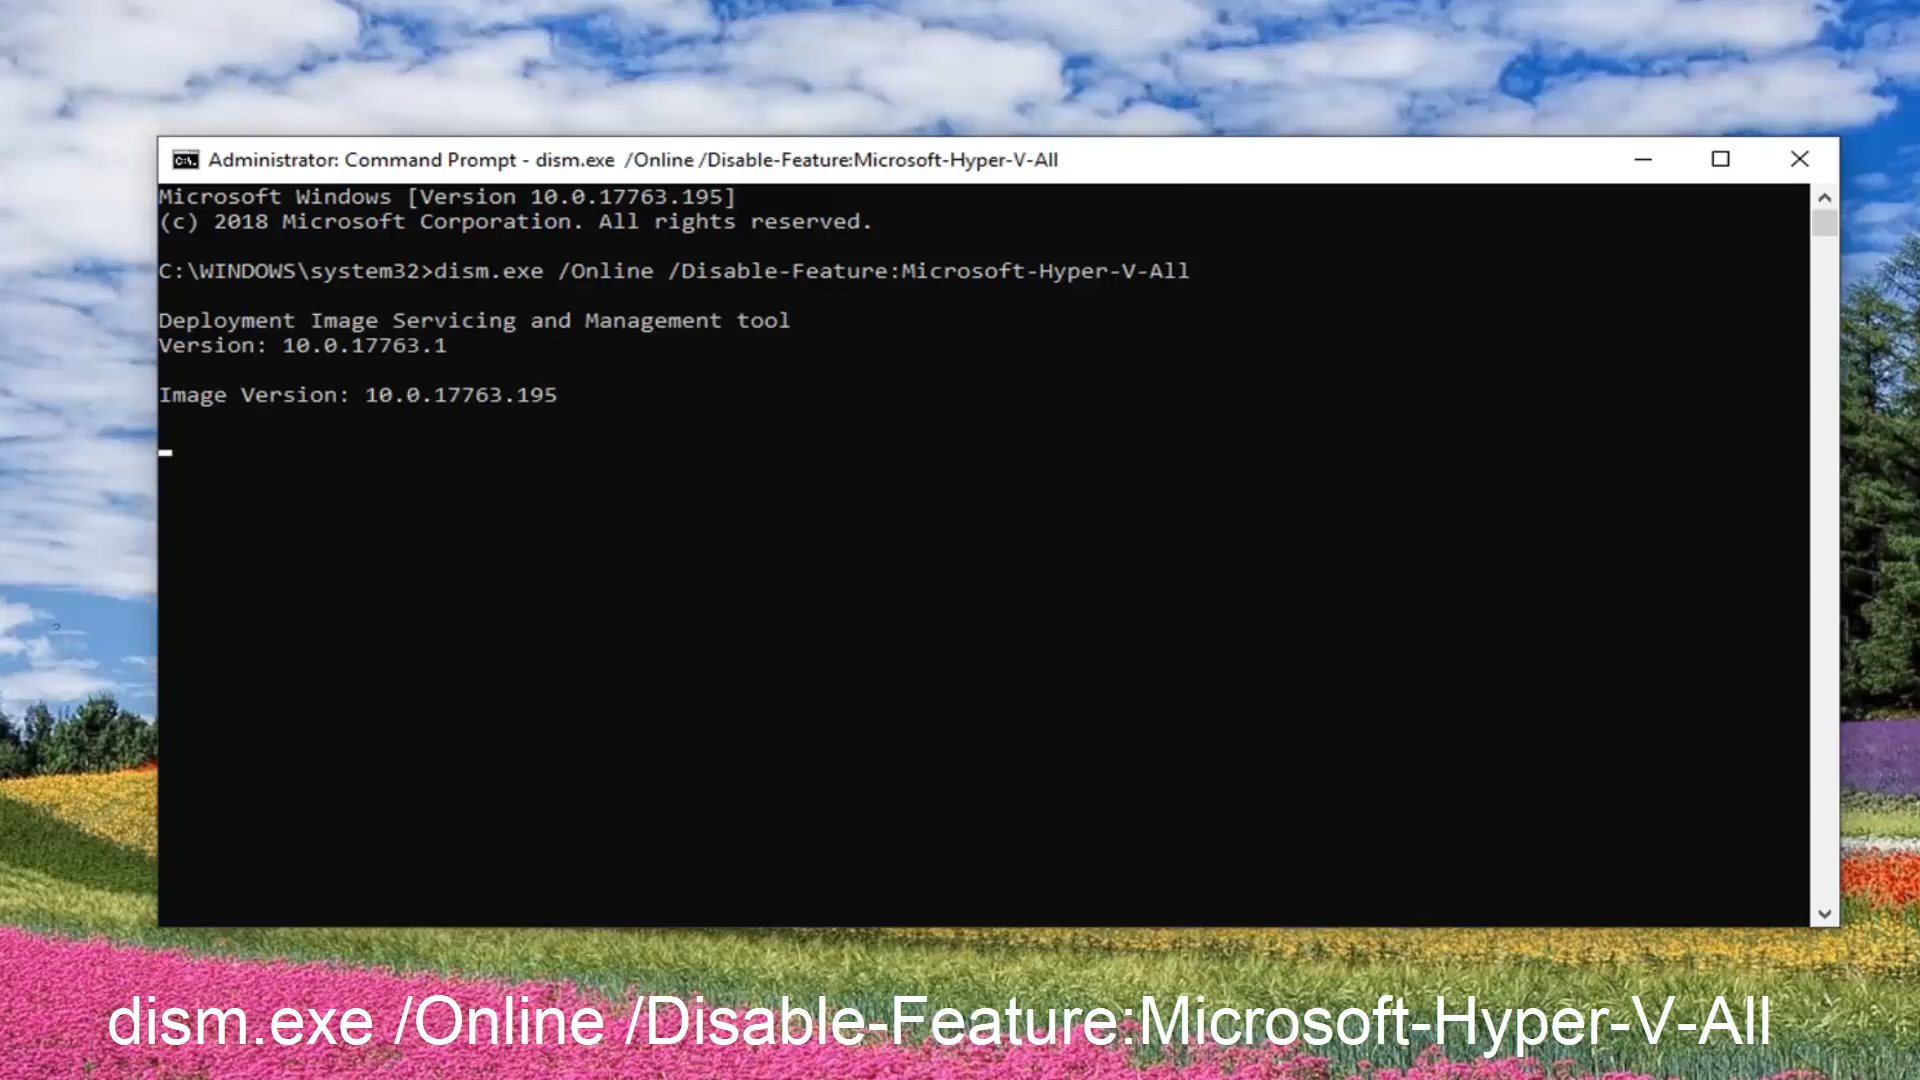 Administrator: Command Prompt - dism.exe  /Online /Disable-Feature:Microsoft-Hyper-V-All
Microsoft Windows [Version 10.0.17763.195]
(c) 2018 Microsoft Corporation. All rights reserved.
C:\WINDOWS\system32>dism.exe /Online /Disable-Feature:Microsoft-Hyper-V-All
Deployment Image Servicing and Management tool
Version: 10.0.17763.1
Image Version: 10.0.17763.195
dism.exe /Online /Disable-Feature:Microsoft-Hyper-V-All